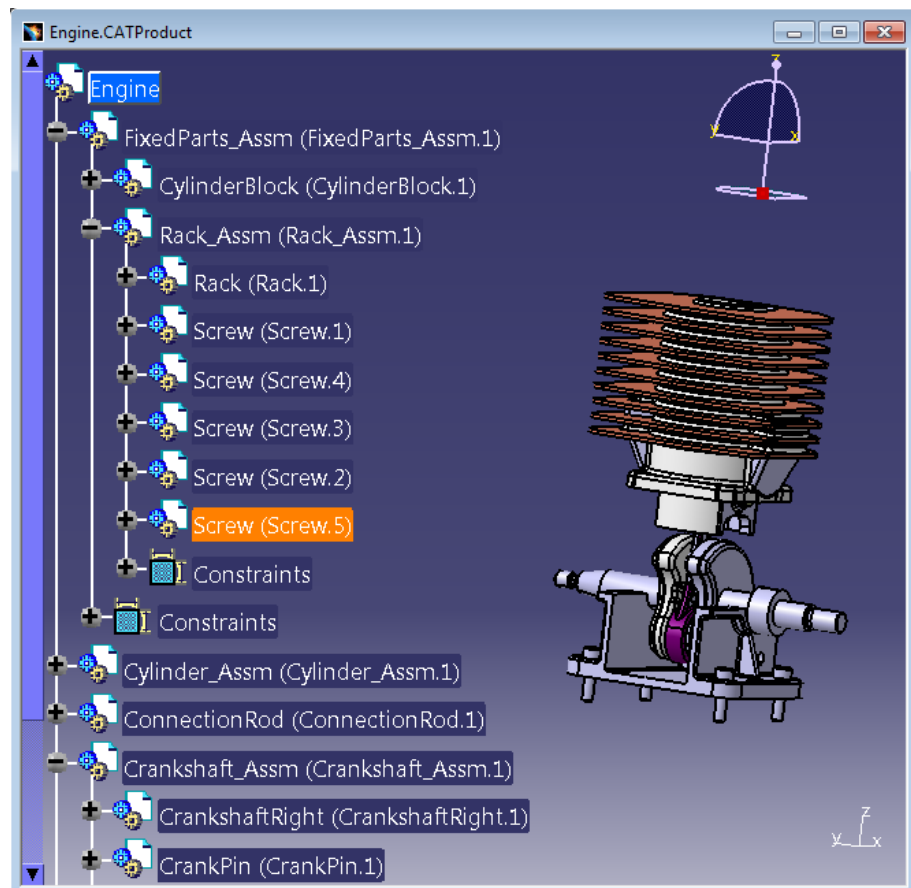 Engine.CATProduct
Engine
FixedParts_Assm (FixedParts_Assm.1)
CylinderBlock (CylinderBlock.1)
Rack_Assm (Rack_Assm.1)
Rack (Rack.1)
Screw (Screw.1)
Screw (Screw.4)
Screw (Screw.3)
Screw (Screw.2)
Screw (Screw.5)
Constraints
Constraints
Cylinder_Assm (Cylinder_Assm.1)
ConnectionRod (ConnectionRod.1)
Crankshaft_Assm (Crankshaft_Assm.1)
CrankshaftRight (CrankshaftRight.1)
CrankPin (CrankPin.1)
z
y
x
z
y
x